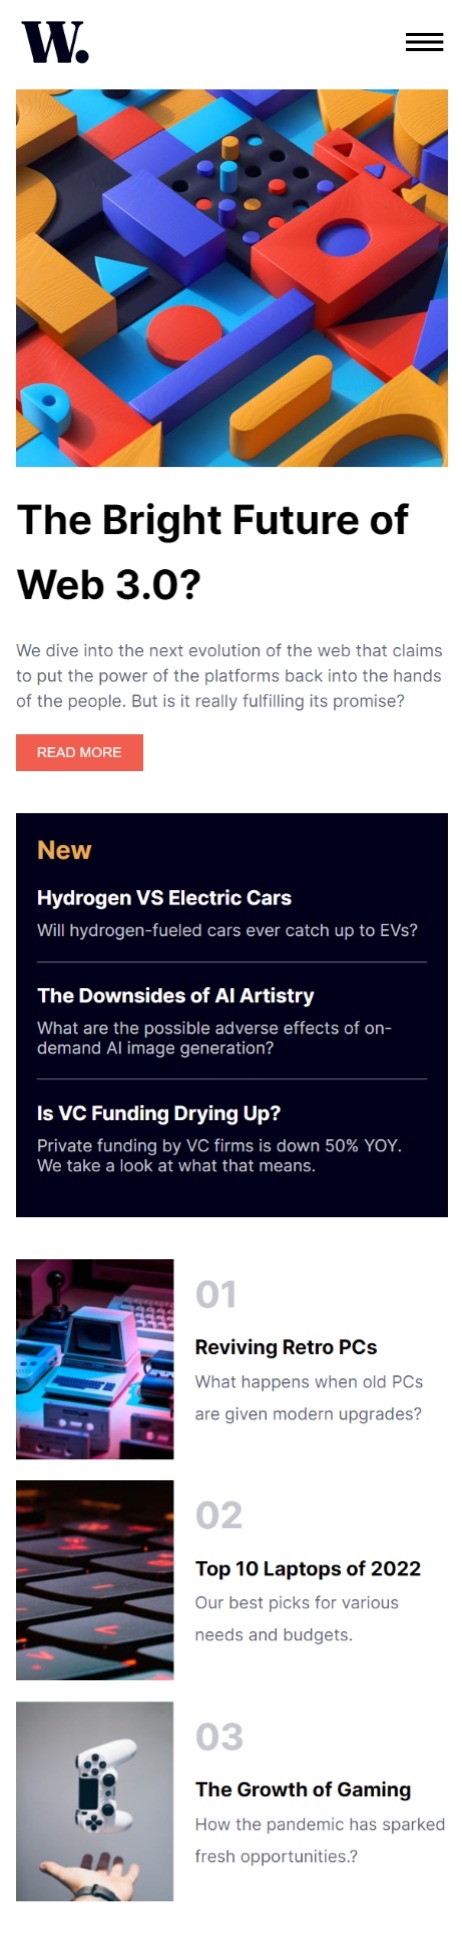 W.
The Bright Future of
Web 3.0?
We dive into the next evolution of the web that claims
to put the power of the platforms back into the hands
of the people. But is it really fulfilling its promise?
READ MORE
New
Hydrogen VS Electric Cars
Will hydrogen-fueled cars ever catch up to EVs?
The Downsides of AI Artistry
What are the possible adverse effects of on-
demand AI image generation?
Is VC Funding Drying Up?
Private funding by VC firms is down 50% YOY.
We take a look at what that means.
01
Reviving Retro PCs
What happens when old PCs
are given modern upgrades?
02
Top 10 Laptops of 2022
Our best picks for various
needs and budgets.
03
The Growth of Gaming
How the pandemic has sparked
fresh opportunities.?